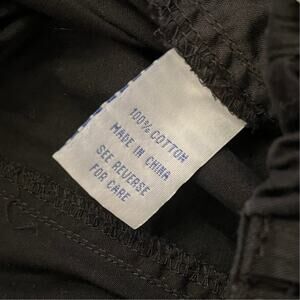 100% COTTON
MADE IN CHINA
SEE REVERSE
FOR CARE